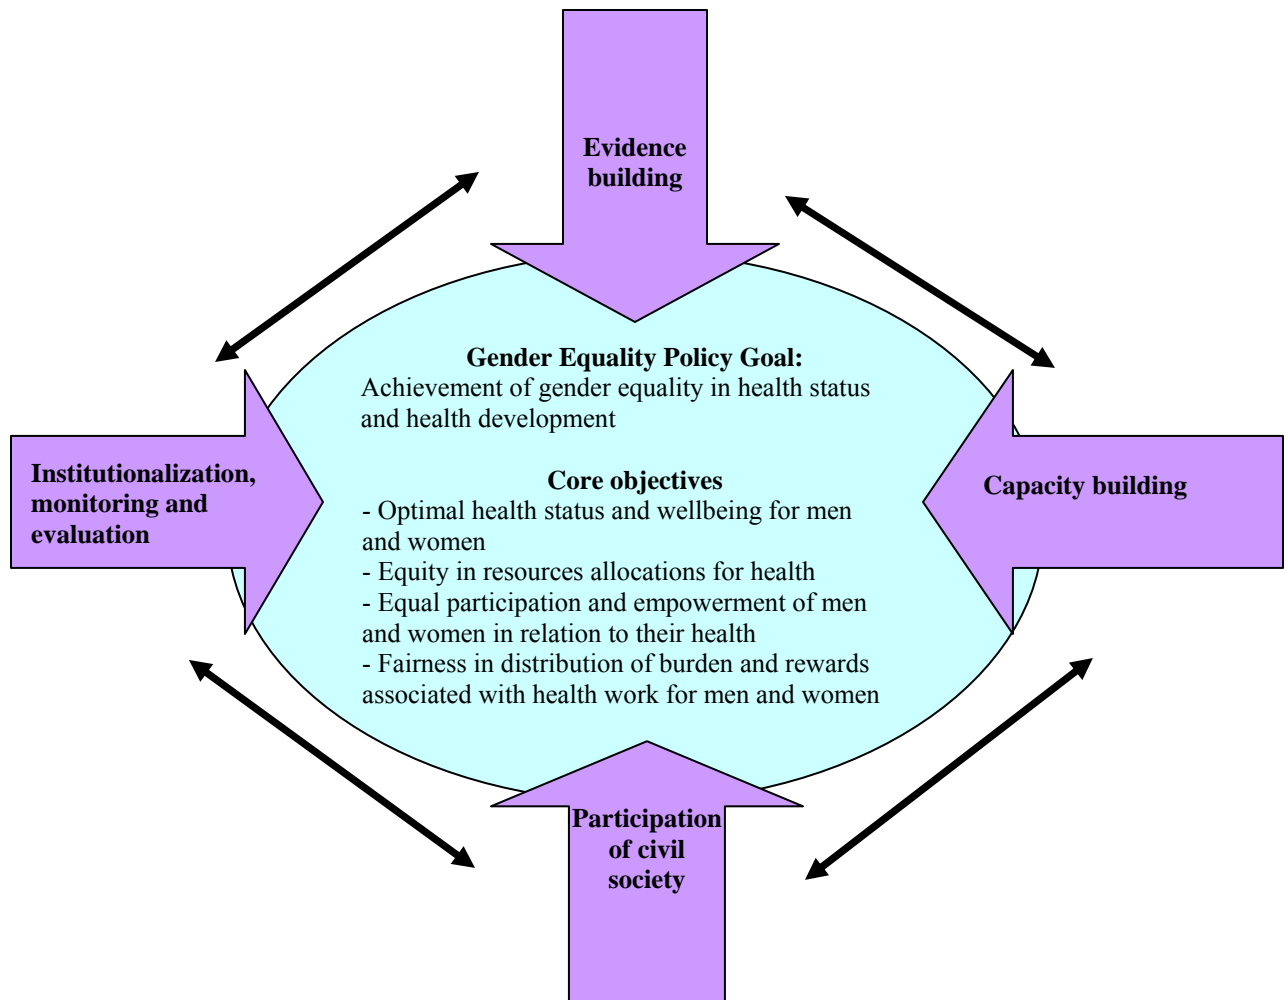 Evidence
building
Gender Equality Policy Goal:
Achievement of gender equality in health status
and health development
Institutionalization,
monitoring and
evaluation
Core objectives
- Optimal health status and wellbeing for men
and women
- Equity in resources allocations for health
- Equal participation and empowerment of men
and women in relation to their health
- Fairness in distribution of burden and rewards
associated with health work for men and women
Capacity building
Participation
of civil
society